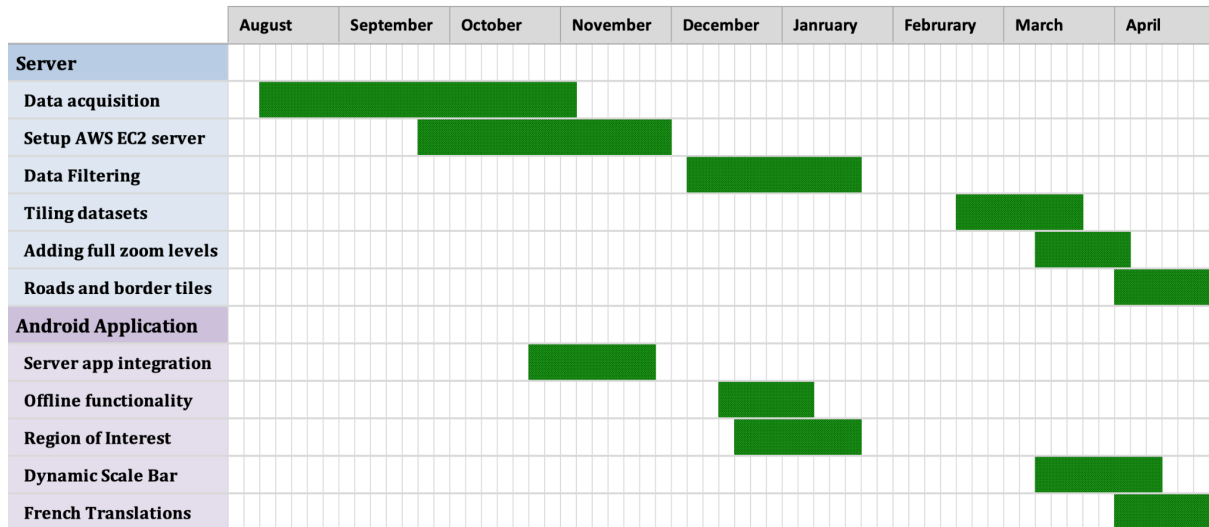 August September October November December Janruary Februrary March April
Server
Data acquisition
Setup AWS EC2 server
Data Filtering
Tiling datasets
Adding full zoom levels
Roads and border tiles
Android Application
Server app integration
Offline functionality
Region of Interest
Dynamic Scale Bar
French Translations